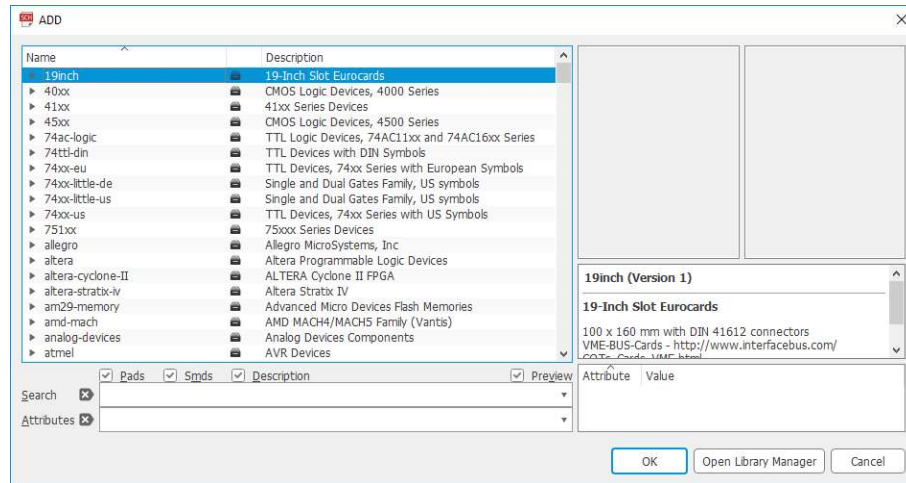 SCH ADD
Name Description
19inch 19-Inch Slot Eurocards
40xx CMOS Logic Devices, 4000 Series
41xx 41xx Series Devices
45xx CMOS Logic Devices, 4500 Series
74ac-logic TTL Logic Devices, 74AC11xx and 74AC16xx Series
74ttl-din TTL Devices with DIN Symbols
74xx-eu TTL Devices, 74xx Series with European Symbols
74xx-little-de Single and Dual Gates Family, US symbols
74xx-little-us Single and Dual Gates Family, US symbols
74xx-us TTL Devices, 74xx Series with US Symbols
751xx 75xxx Series Devices
allegro Allegro MicroSystems, Inc
altera Altera Programmable Logic Devices
altera-cyclone-II ALTERA Cyclone II FPGA
altera-stratix-iv Altera Stratix IV
am29-memory Advanced Micro Devices Flash Memories
amd-mach AMD MACH4/MACH5 Family (Vantis)
analog-devices Analog Devices Components
atmel AVR Devices
19inch (Version 1)
19-Inch Slot Eurocards
100 x 160 mm with DIN 41612 connectors
VME-BUS-Cards - http://www.interfacebus.com/
COTs_Cards_VME.html
Pads Smds Description Preview
Search
Attributes
Attribute Value
OK Open Library Manager Cancel